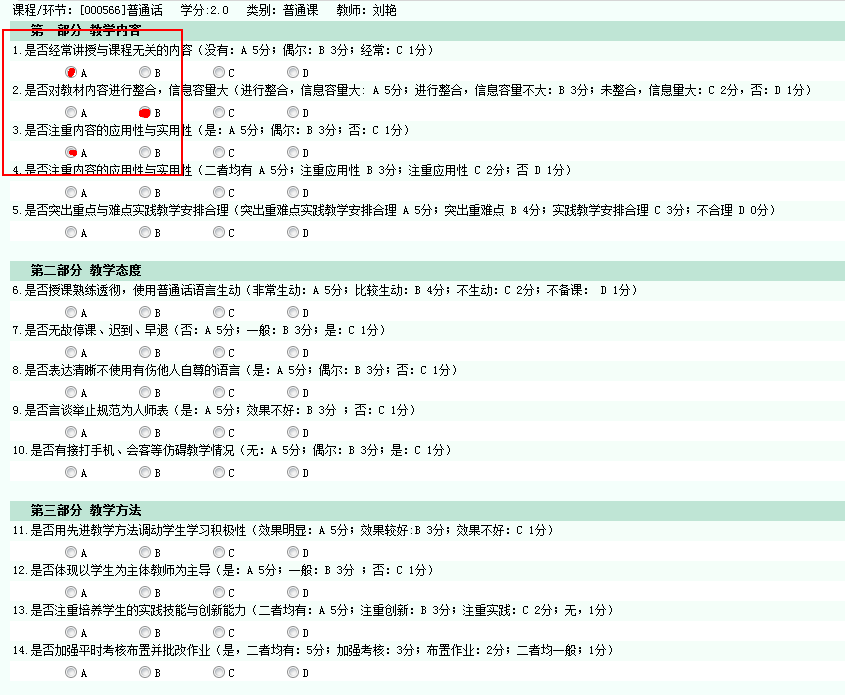 课程/环节: [000566]普通话 学分:2.0 类别: 普通课 教师: 刘艳
第一部分 教学内容
1.是否经常讲授与课程无关的内容（没有: A 5分; 偶尔: B 3分; 经常: C 1分）
A B C D
2.是否对教材内容进行整合, 信息容量大（进行整合, 信息容量大: A 5分; 进行整合, 信息容量不大: B 3分; 未整合, 信息量大: C 2分, 否: D 1分）
A B C D
3.是否注重内容的应用性与实用性（是: A 5分; 偶尔: B 3分; 否: C 1分）
A B C D
4.是否注重内容的应用性与实用性（二者均有 A 5分; 注重应用性 B 3分; 注重应用性 C 2分; 否 D 1分）
A B C D
5.是否突出重点与难点实践教学安排合理（突出重难点实践教学安排合理 A 5分; 突出重难点 B 4分; 实践教学安排合理 C 3分; 不合理 D 0分）
A B C D
第二部分 教学态度
6.是否授课熟练透彻, 使用普通话语言生动（非常生动: A 5分; 比较生动: B 4分; 不生动: C 2分; 不备课: D 1分）
A B C D
7.是否无故停课、迟到、早退（否: A 5分; 一般: B 3分; 是: C 1分）
A B C D
8.是否表达清晰不使用有伤他人自尊的语言（是: A 5分; 偶尔: B 3分; 否: C 1分）
A B C D
9.是否言谈举止规范为人师表（是: A 5分; 效果不好: B 3分 ; 否: C 1分）
A B C D
10.是否有接打手机、会客等伤碍教学情况（无: A 5分; 偶尔: B 3分; 是: C 1分）
A B C D
第三部分 教学方法
11.是否用先进教学方法调动学生学习积极性（效果明显: A 5分; 效果较好:B 3分; 效果不好: C 1分）
A B C D
12.是否体现以学生为主体教师为主导（是: A 5分; 一般: B 3分 ; 否: C 1分）
A B C D
13.是否注重培养学生的实践技能与创新能力（二者均有: A 5分; 注重创新: B 3分; 注重实践: C 2分; 无, 1分）
A B C D
14.是否加强平时考核布置并批改作业（是, 二者均有: 5分; 加强考核: 3分; 布置作业: 2分; 二者均一般; 1分）
A B C D